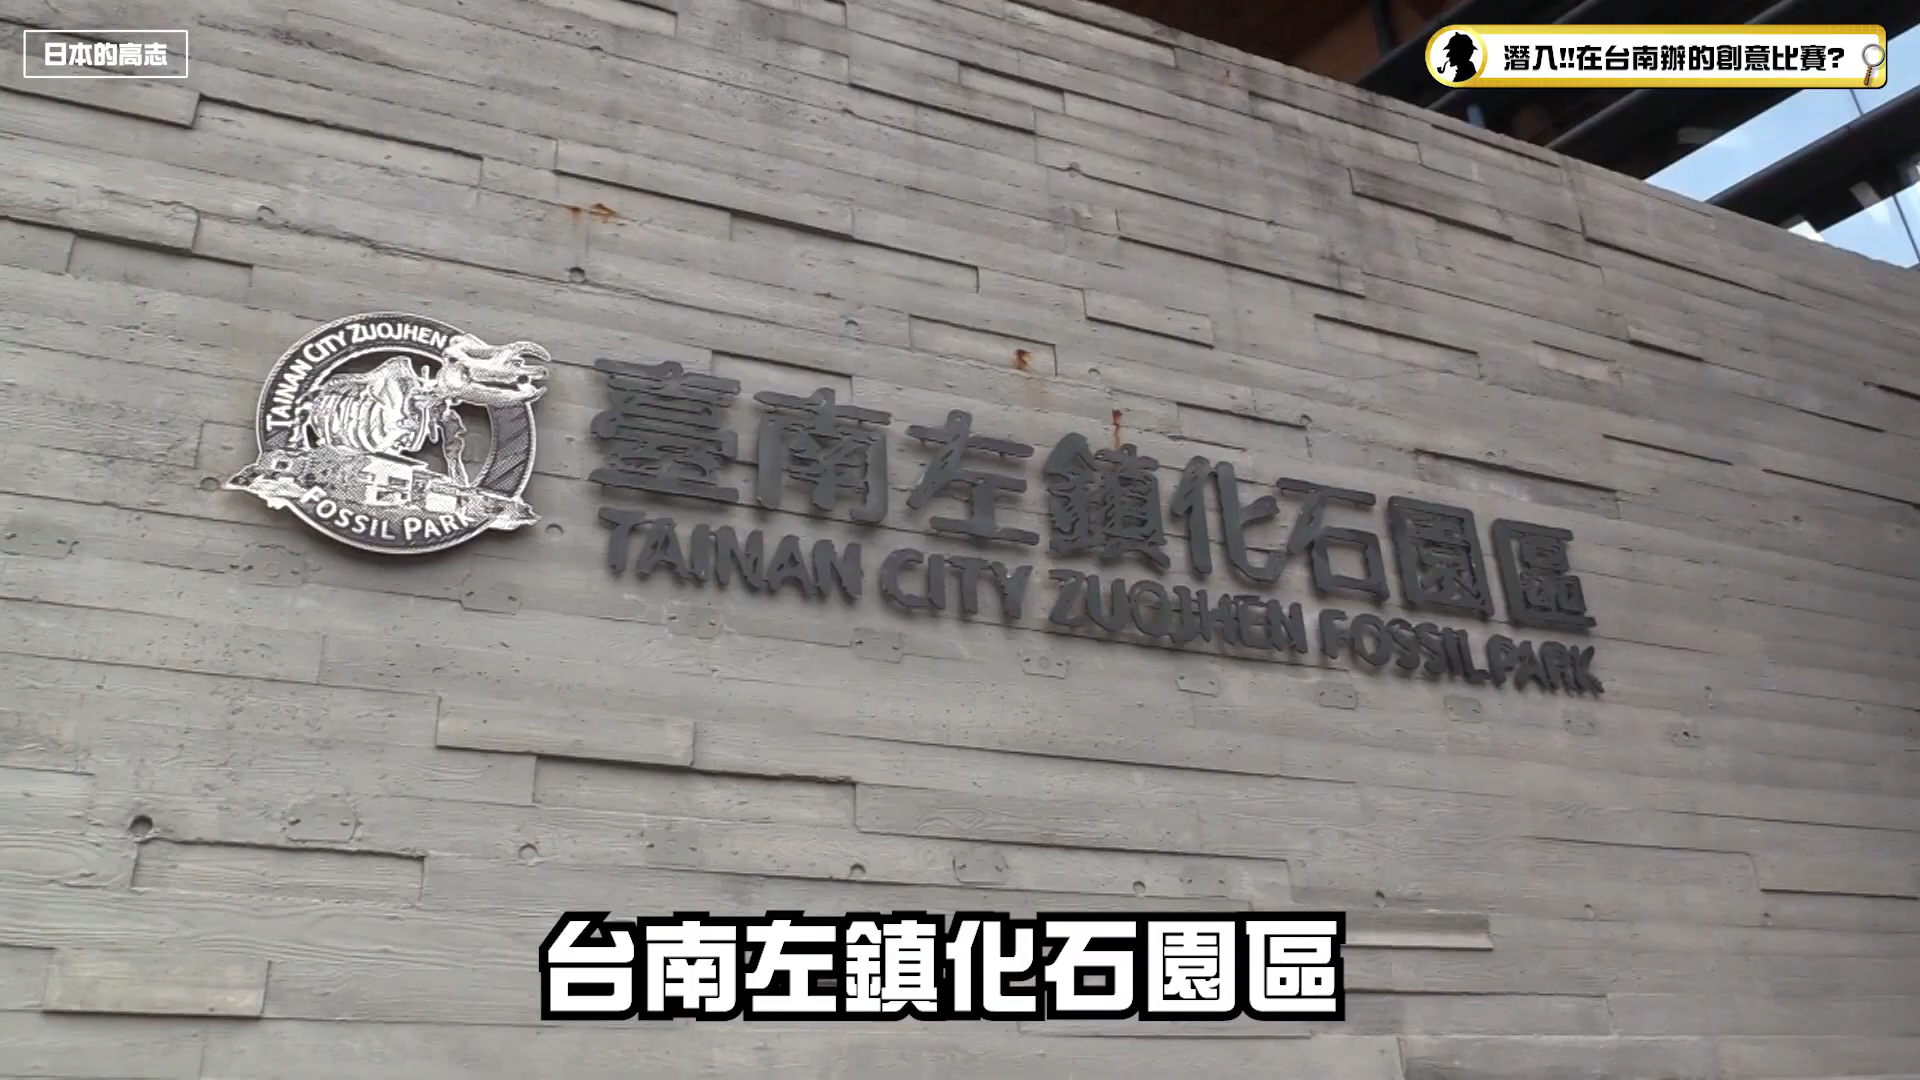 日本的高志
潛入!!在台南辦的創意比賽?
TAINAN CITY ZUOJHEN
FOSSIL PARK
臺南左鎮化石園區
TAINAN CITY ZUOJHEN FOSSIL PARK
台南左鎮化石園區